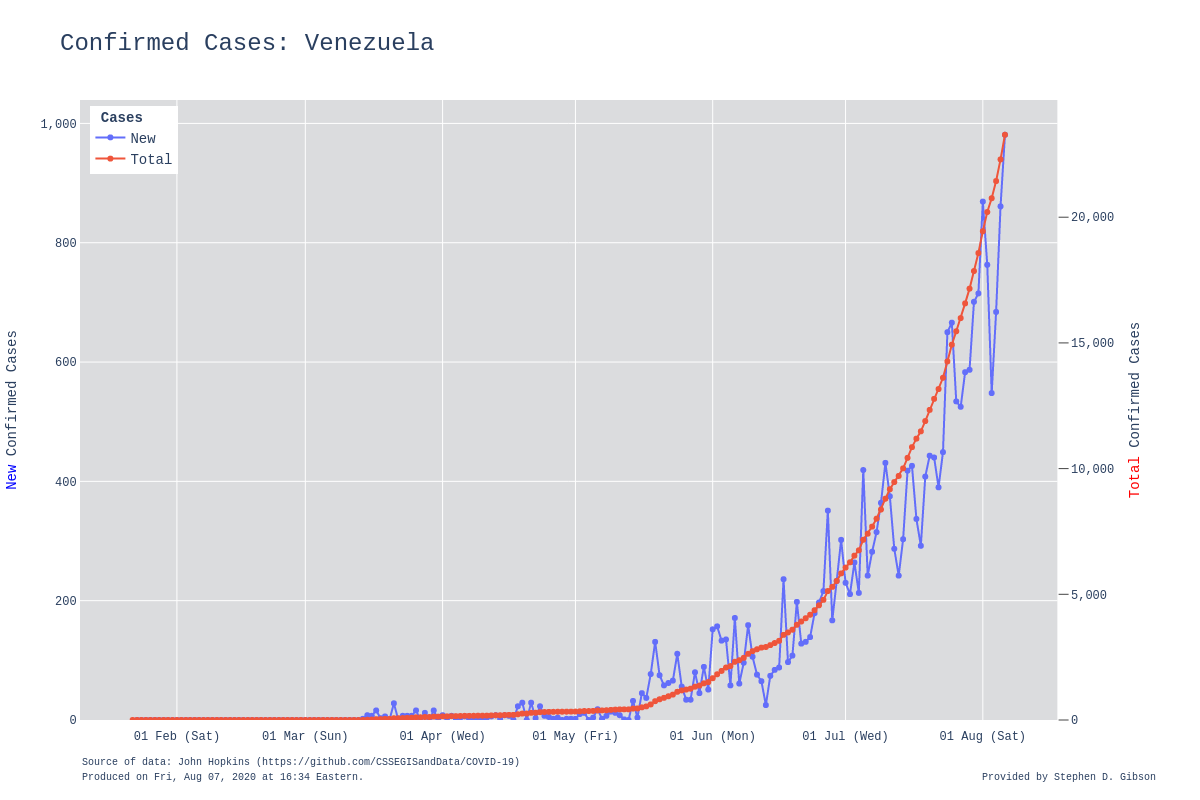 Confirmed Cases: Venezuela
Cases
New
Total
1,000
800
600
400
200
0
20,000
15,000
10,000
5,000
0
New Confirmed Cases
Total Confirmed Cases
01 Feb (Sat)
01 Mar (Sun)
01 Apr (Wed)
01 May (Fri)
01 Jun (Mon)
01 Jul (Wed)
01 Aug (Sat)
Source of data: John Hopkins (https://github.com/CSSEGISandData/COVID-19)
Produced on Fri, Aug 07, 2020 at 16:34 Eastern.
Provided by Stephen D. Gibson